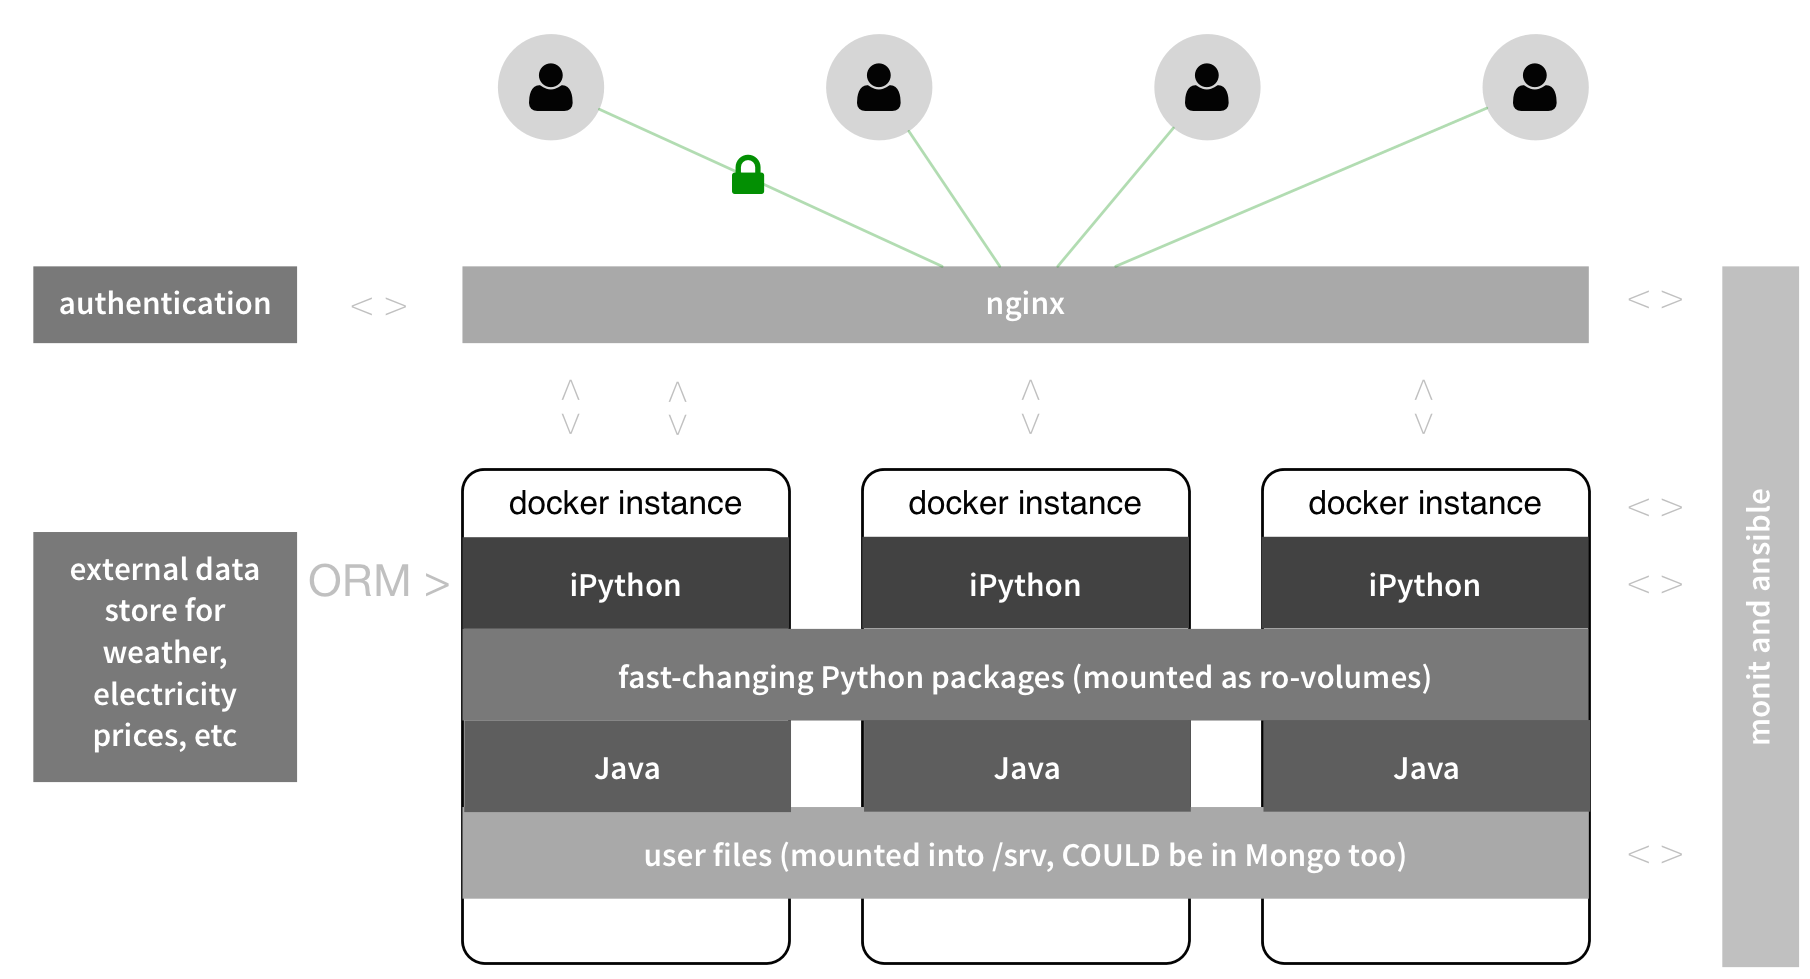 authentication
< >
nginx
< >
docker instance
docker instance
docker instance
< >
external data
store for
weather,
electricity
prices, etc
ORM >
iPython
iPython
iPython
< >
fast-changing Python packages (mounted as ro-volumes)
Java
Java
Java
user files (mounted into /srv, COULD be in Mongo too)
< >
monit and ansible